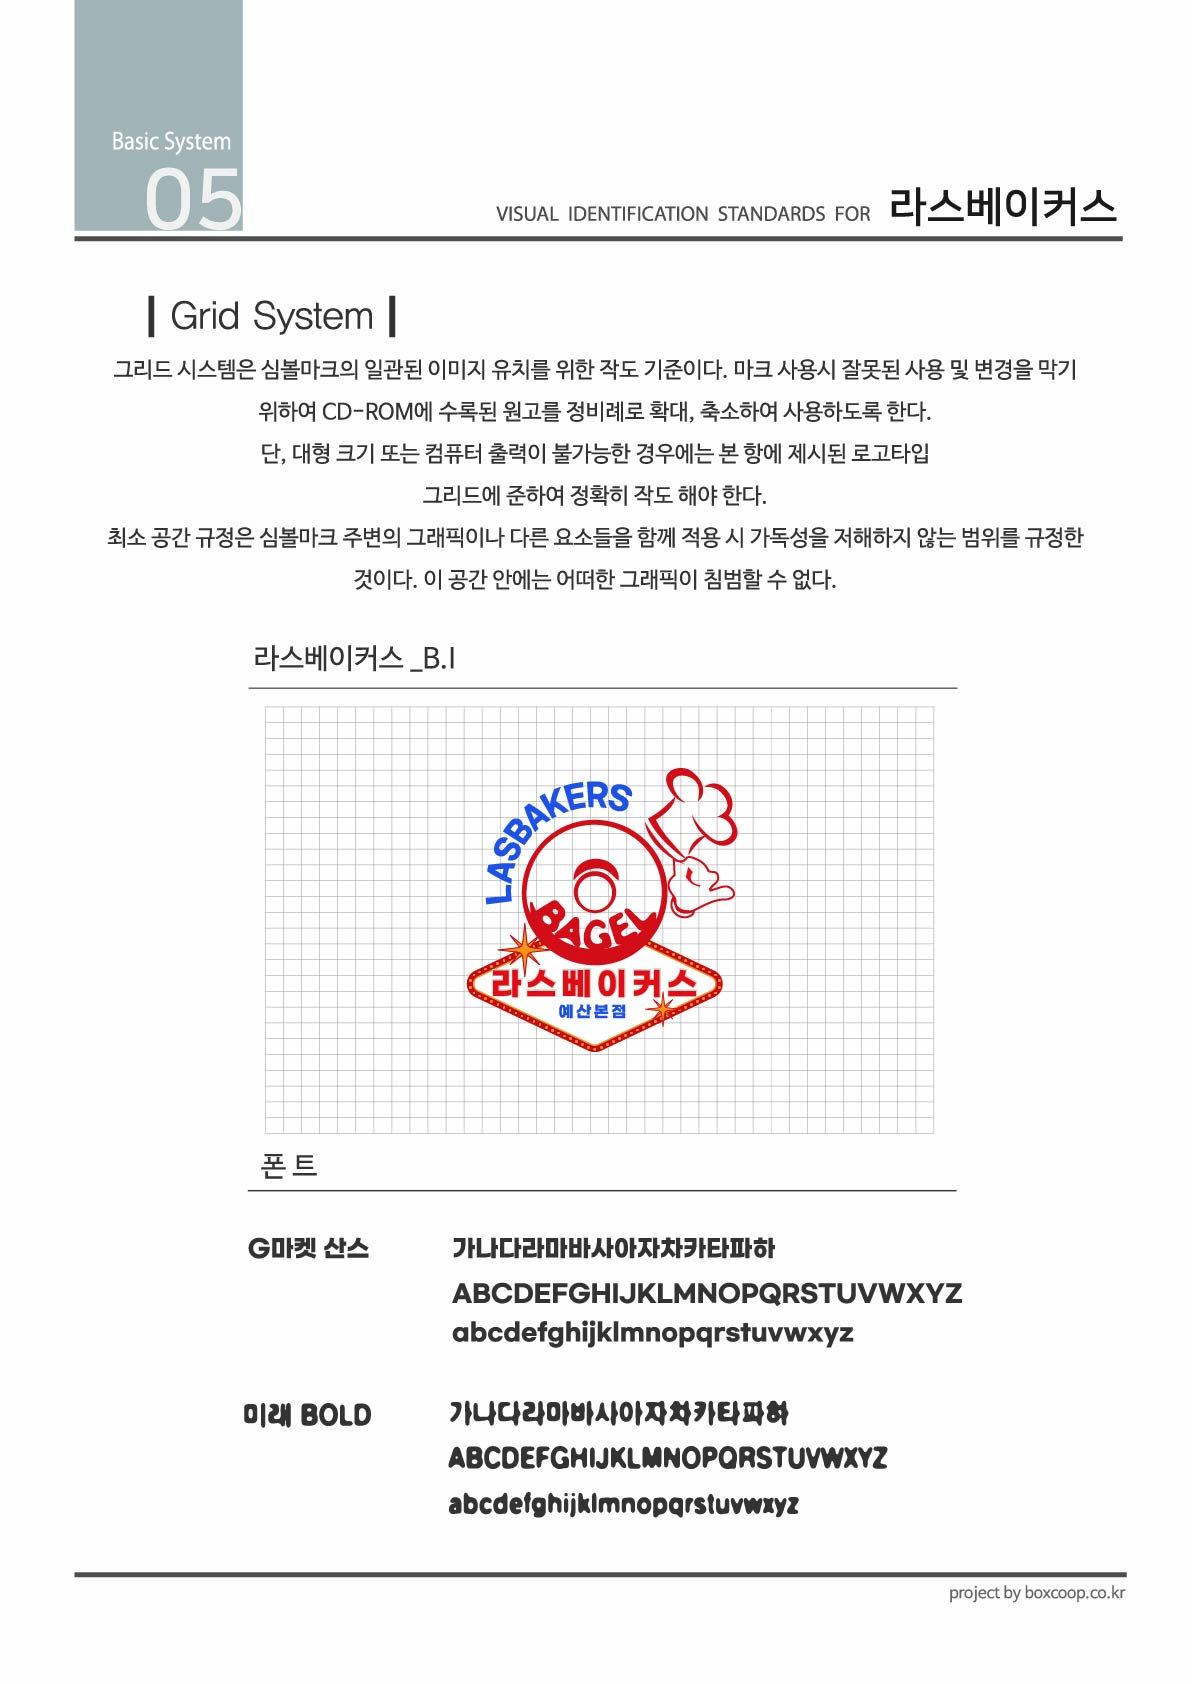 Basic System
05
VISUAL IDENTIFICATION STANDARDS FOR 라스베이커스
Grid System
그리드 시스템은 심볼마크의 일관된 이미지 유치를 위한 작도 기준이다. 마크 사용시 잘못된 사용 및 변경을 막기
위하여 CD-ROM에 수록된 원고를 정비례로 확대, 축소하여 사용하도록 한다.
단, 대형 크기 또는 컴퓨터 출력이 불가능한 경우에는 본 항에 제시된 로고타입
그리드에 준하여 정확히 작도 해야 한다.
최소 공간 규정은 심볼마크 주변의 그래픽이나 다른 요소들을 함께 적용 시 가독성을 저해하지 않는 범위를 규정한
것이다. 이 공간 안에는 어떠한 그래픽이 침범할 수 없다.
라스베이커스 _B.I
LASBAKERS
BAGEL
라스베이커스
예산본점
폰 트
G마켓 산스
가나다라마바사아자차카타파하
ABCDEFGHIJKLMNOPQRSTUVWXYZ
abcdefghijklmnopqrstuvwxyz
미래 BOLD
가나다라마바사아자차카타파하
ABCDEFGHIJKLMNOPQRSTUVWXYZ
abcdefghijklmnopqrstuvwxyz
project by boxcoop.co.kr